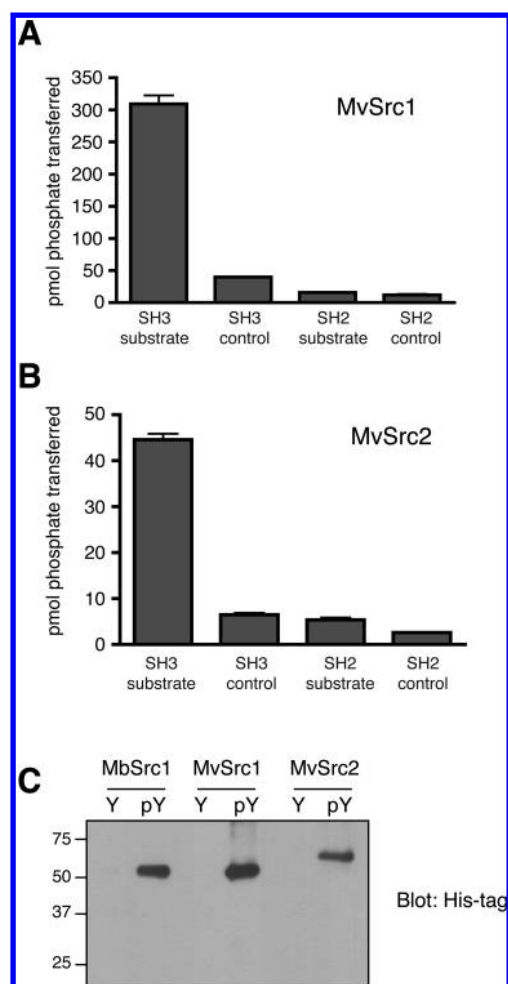 A
MvSrc1
pmol phosphate transferred
350
300
250
200
150
100
50
0
SH3 substrate
SH3 control
SH2 substrate
SH2 control
B
MvSrc2
pmol phosphate transferred
50
40
30
20
10
0
SH3 substrate
SH3 control
SH2 substrate
SH2 control
C
MbSrc1 MvSrc1 MvSrc2
Y pY Y pY Y pY
75
50
37
25
Blot: His-tag